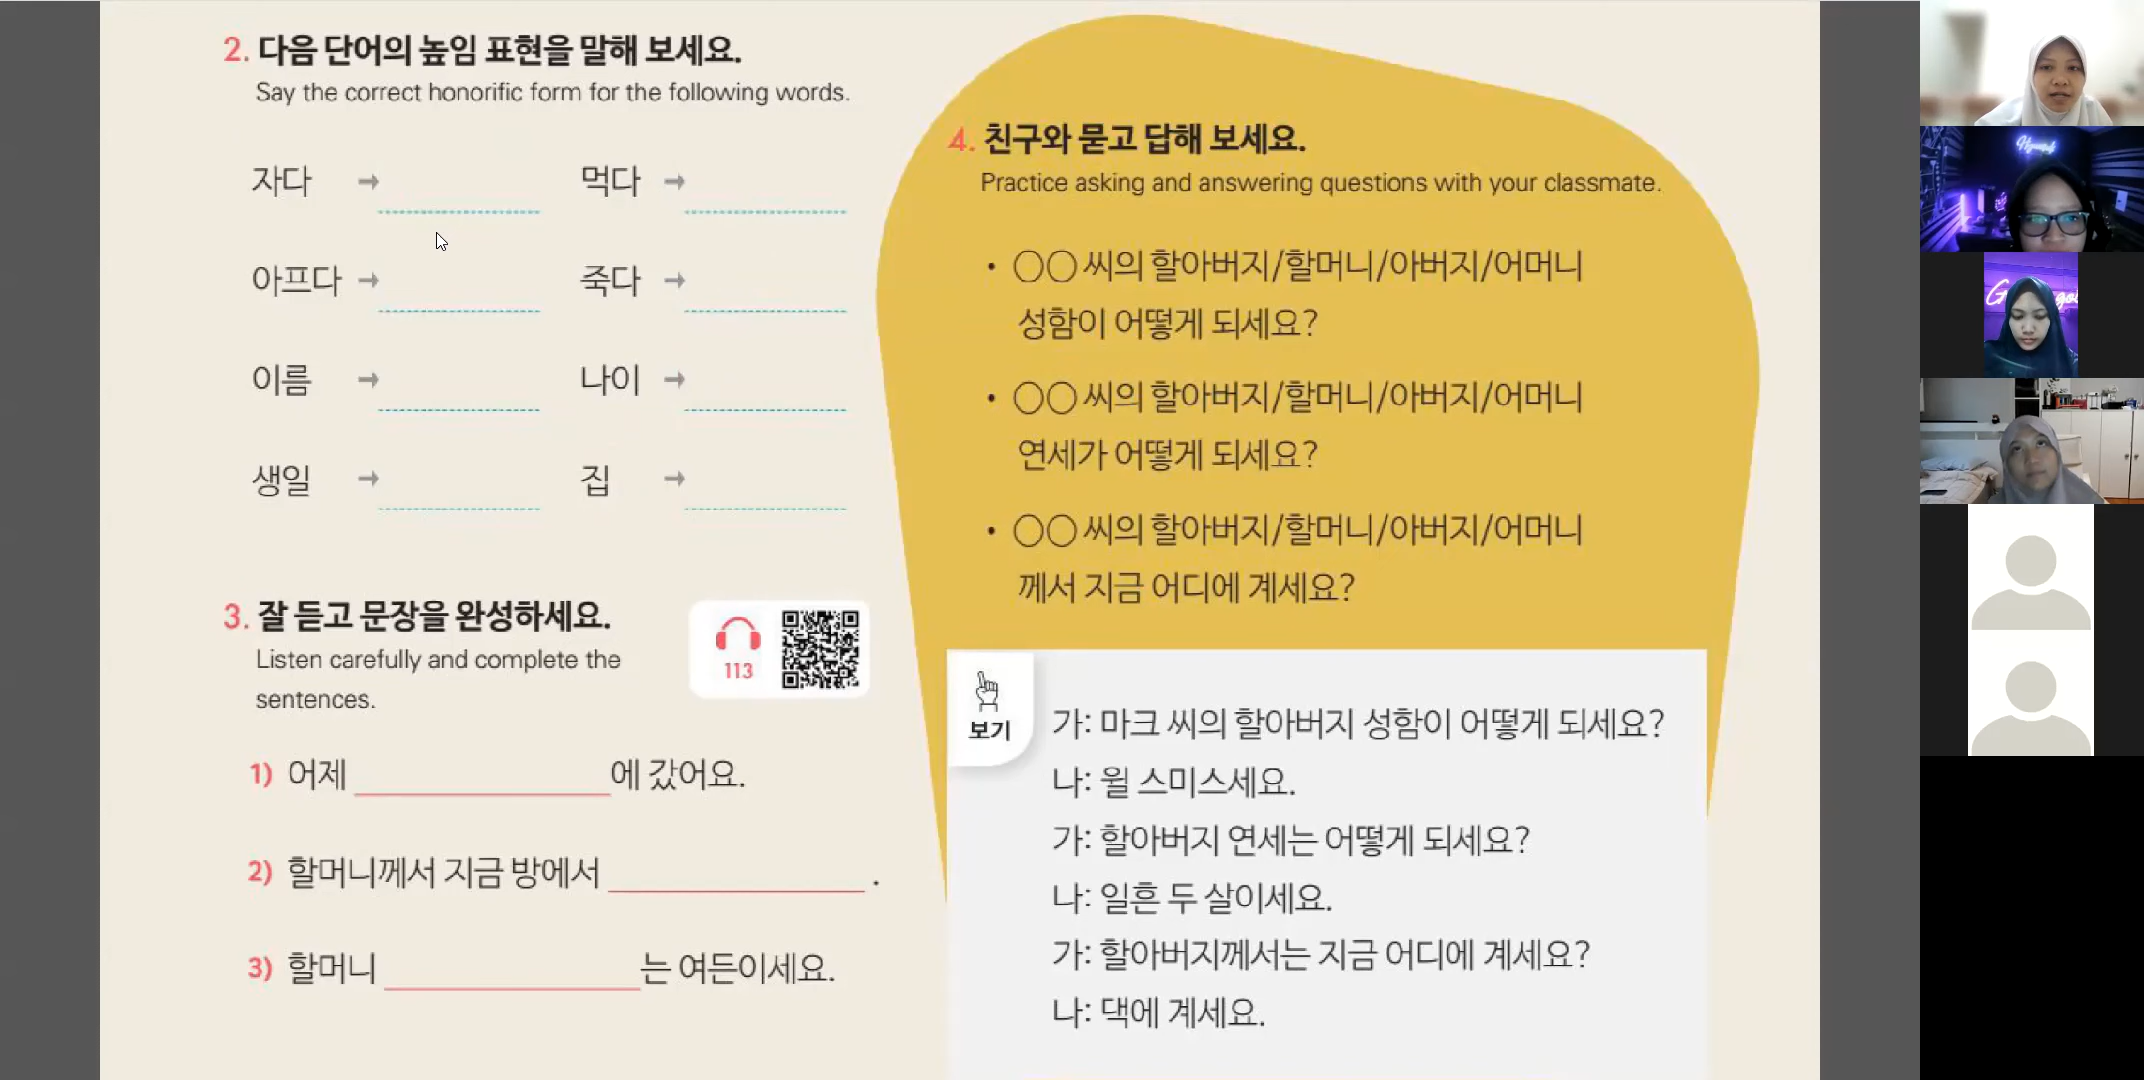 2. 다음 단어의 높임 표현을 말해 보세요.
Say the correct honorific form for the following words.
자다 → 먹다 →
아프다 → 죽다 →
이름 → 나이 →
생일 → 집 →
3. 잘 듣고 문장을 완성하세요.
Listen carefully and complete the
sentences.
113
1) 어제 에 갔어요.
2) 할머니께서 지금 방에서 .
3) 할머니 는 여든이세요.
4. 친구와 묻고 답해 보세요.
Practice asking and answering questions with your classmate.
• ○○ 씨의 할아버지/할머니/아버지/어머니
성함이 어떻게 되세요?
• ○○ 씨의 할아버지/할머니/아버지/어머니
연세가 어떻게 되세요?
• ○○ 씨의 할아버지/할머니/아버지/어머니
께서 지금 어디에 계세요?
보기
가: 마크 씨의 할아버지 성함이 어떻게 되세요?
나: 윌 스미스세요.
가: 할아버지 연세는 어떻게 되세요?
나: 일흔 두 살이세요.
가: 할아버지께서는 지금 어디에 계세요?
나: 댁에 계세요.